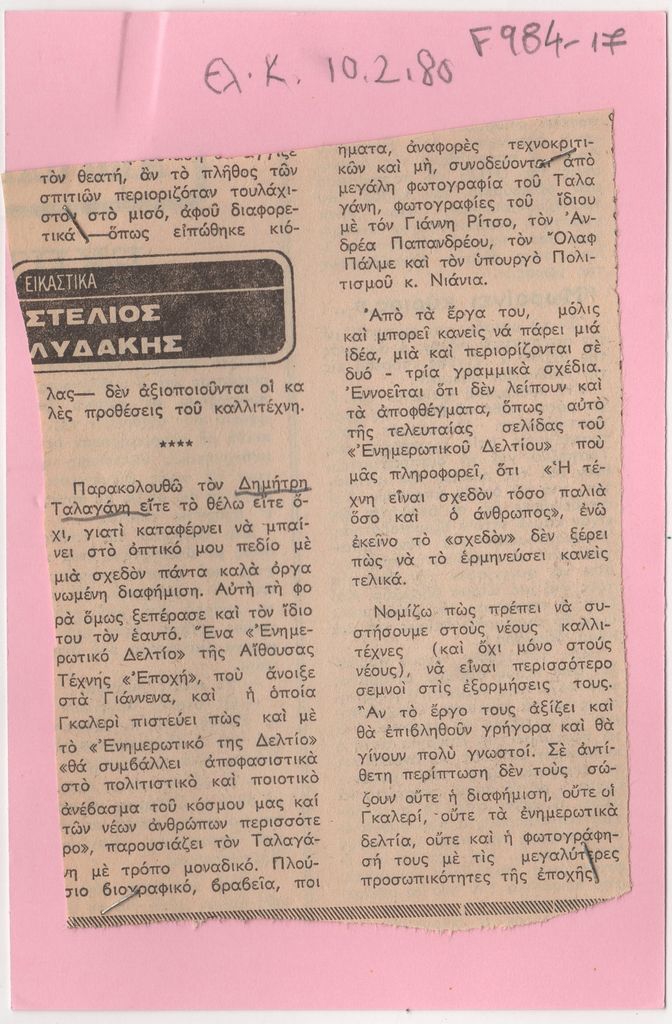 F984-17
Ελ.Κ. 10.2.80
τὸν θεατή, ἂν τὸ πλῆθος τῶν
σπιτιῶν περιοριζόταν τουλάχι-
στὸν στὸ μισό, ἀφοῦ διαφορε-
τικὰ —ὅπως εἰπώθηκε κιό-
ΕΙΚΑΣΤΙΚΑ
ΣΤΕΛΙΟΣ
ΛΥΔΑΚΗΣ
λας— δὲν ἀξιοποιοῦνται οἱ κα
λὲς προθέσεις τοῦ καλλιτέχνη.
****
Παρακολουθῶ τὸν Δημήτρη
Ταλαγάνη εἴτε τὸ θέλω εἴτε ὄ-
χι, γιατὶ καταφέρνει νὰ μπαί-
νει στὸ ὀπτικό μου πεδίο μὲ
μιὰ σχεδὸν πάντα καλὰ ὀργα
νωμένη διαφήμιση. Αὐτὴ τὴ φο
ρὰ ὅμως ξεπέρασε καὶ τὸν ἴδιο
του τὸν ἑαυτό. Ἕνα «Ἐνημε-
ρωτικό Δελτίο» τῆς Αἴθουσας
Τέχνής «Ἐποχή», ποὺ ἄνοιξε
στὰ Γιάννενα, καὶ ἡ ὁποία
Γκαλερὶ πιστεύει πὼς καὶ μὲ
τὸ «Ἐνημερωτικὸ της Δελτίο»
«θά συμβάλλει ἀποφασιστικὰ
στὸ πολιτιστικὸ καὶ ποιοτικὸ
ἀνέβασμα τοῦ κόσμου μας καί
τῶν νέων ἀνθρώπων περισσότε
ρο», παρουσιάζει τὸν Ταλαγά-
νη μὲ τρόπο μοναδικό. Πλού-
σιο βιογραφικό, βραβεῖα, ποι
ηματα, ἀναφορὲς τεχνοκριτι-
κῶν καὶ μὴ, συνοδεύονται ἀπὸ
μεγάλη φωτογραφία τοῦ Ταλα
γάνη, φωτογραφίες τοῦ ἴδιου
μὲ τόν Γιάννη Ρίτσο, τὸν Ἀν-
δρέα Παπανδρέου, τὸν Ὄλαφ
Πάλμε καὶ τὸν ὑπουργὸ Πολι-
τισμοῦ κ. Νιάνια.
Ἀπὸ τὰ ἔργα του, μόλις
καὶ μπορεῖ κανεὶς νά πάρει μιά
ἰδέα, μιὰ καὶ περιορίζονται σὲ
δυό - τρία γραμμικὰ σχέδια.
Ἐννοεῖται ὅτι δὲν λείπουν καὶ
τὰ ἀποφθέγματα, ὅπως αὐτὸ
τῆς τελευταίας σελίδας τοῦ
«Ἐνημερωτικοῦ Δελτίου» ποὺ
μᾶς πληροφορεῖ, ὅτι «Ἡ τέ-
χνη εἶναι σχεδὸν τόσο παλιὰ
ὅσο καὶ ὁ ἄνθρωπος», ἐνῶ
ἐκεῖνο τὸ «σχεδὸν» δὲν ξέρει
πὼς νὰ τὸ ἑρμηνεύσει κανεὶς
τελικά.
Νομίζω πὼς πρέπει νὰ συ-
στήσουμε στοὺς νέους καλλι-
τέχνες (καὶ ὄχι μόνο στοὺς
νέους), νὰ εἶναι περισσότερο
σεμνοὶ στὶς ἐξορμήσεις τους.
Ἂν τὸ ἔργο τους ἀξίζει καὶ
θὰ ἐπιβληθοῦν γρήγορα καὶ θὰ
γίνουν πολὺ γνωστοί. Σὲ ἀντί-
θετη περίπτωση δὲν τοὺς σώ-
ζουν οὔτε ἡ διαφήμιση, οὔτε οἱ
Γκαλερί, οὔτε τὰ ἐνημερωτικὰ
δελτία, οὔτε καὶ ἡ φωτογράφη-
σή τους μὲ τὶς μεγαλύτερες
προσωπικότητες τῆς ἐποχῆς